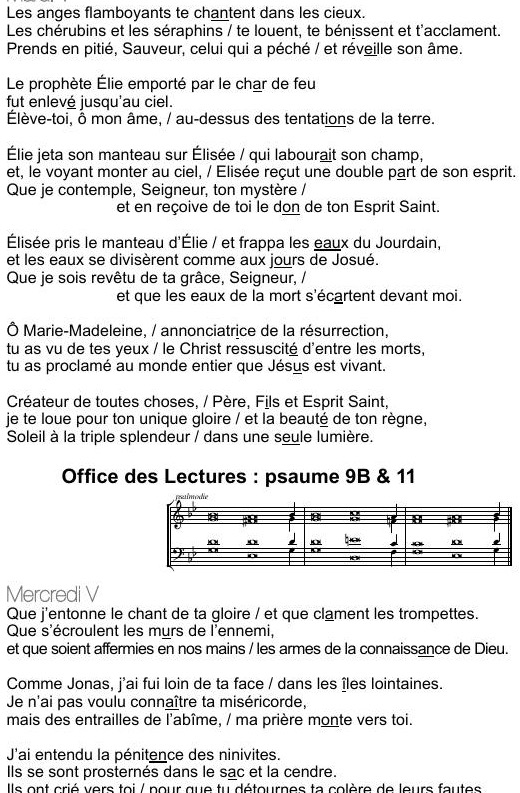 Les anges flamboyants te chantent dans les cieux.
Les chérubins et les séraphins / te louent, te bénissent et t'acclament.
Prends en pitié, Sauveur, celui qui a péché / et réveille son âme.
Le prophète Élie emporté par le char de feu
fut enlevé jusqu'au ciel.
Élève-toi, ô mon âme, / au-dessus des tentations de la terre.
Élie jeta son manteau sur Élisée / qui labourait son champ,
et, le voyant monter au ciel, / Elisée reçut une double part de son esprit.
Que je contemple, Seigneur, ton mystère /
et en reçoive de toi le don de ton Esprit Saint.
Élisée pris le manteau d'Élie / et frappa les eaux du Jourdain,
et les eaux se divisèrent comme aux jours de Josué.
Que je sois revêtu de ta grâce, Seigneur, /
et que les eaux de la mort s'écartent devant moi.
Ô Marie-Madeleine, / annonciatrice de la résurrection,
tu as vu de tes yeux / le Christ ressuscité d'entre les morts,
tu as proclamé au monde entier que Jésus est vivant.
Créateur de toutes choses, / Père, Fils et Esprit Saint,
je te loue pour ton unique gloire / et la beauté de ton règne,
Soleil à la triple splendeur / dans une seule lumière.
Office des Lectures : psaume 9B & 11
psalmodie
Mercredi V
Que j'entonne le chant de ta gloire / et que clament les trompettes.
Que s'écroulent les murs de l'ennemi,
et que soient affermies en nos mains / les armes de la connaissance de Dieu.
Comme Jonas, j'ai fui loin de ta face / dans les îles lointaines.
Je n'ai pas voulu connaître ta miséricorde,
mais des entrailles de l'abîme, / ma prière monte vers toi.
J'ai entendu la pénitence des ninivites.
Ils se sont prosternés dans le sac et la cendre.
Ils ont crié vers toi / pour que tu détournes ta colère de leurs fautes